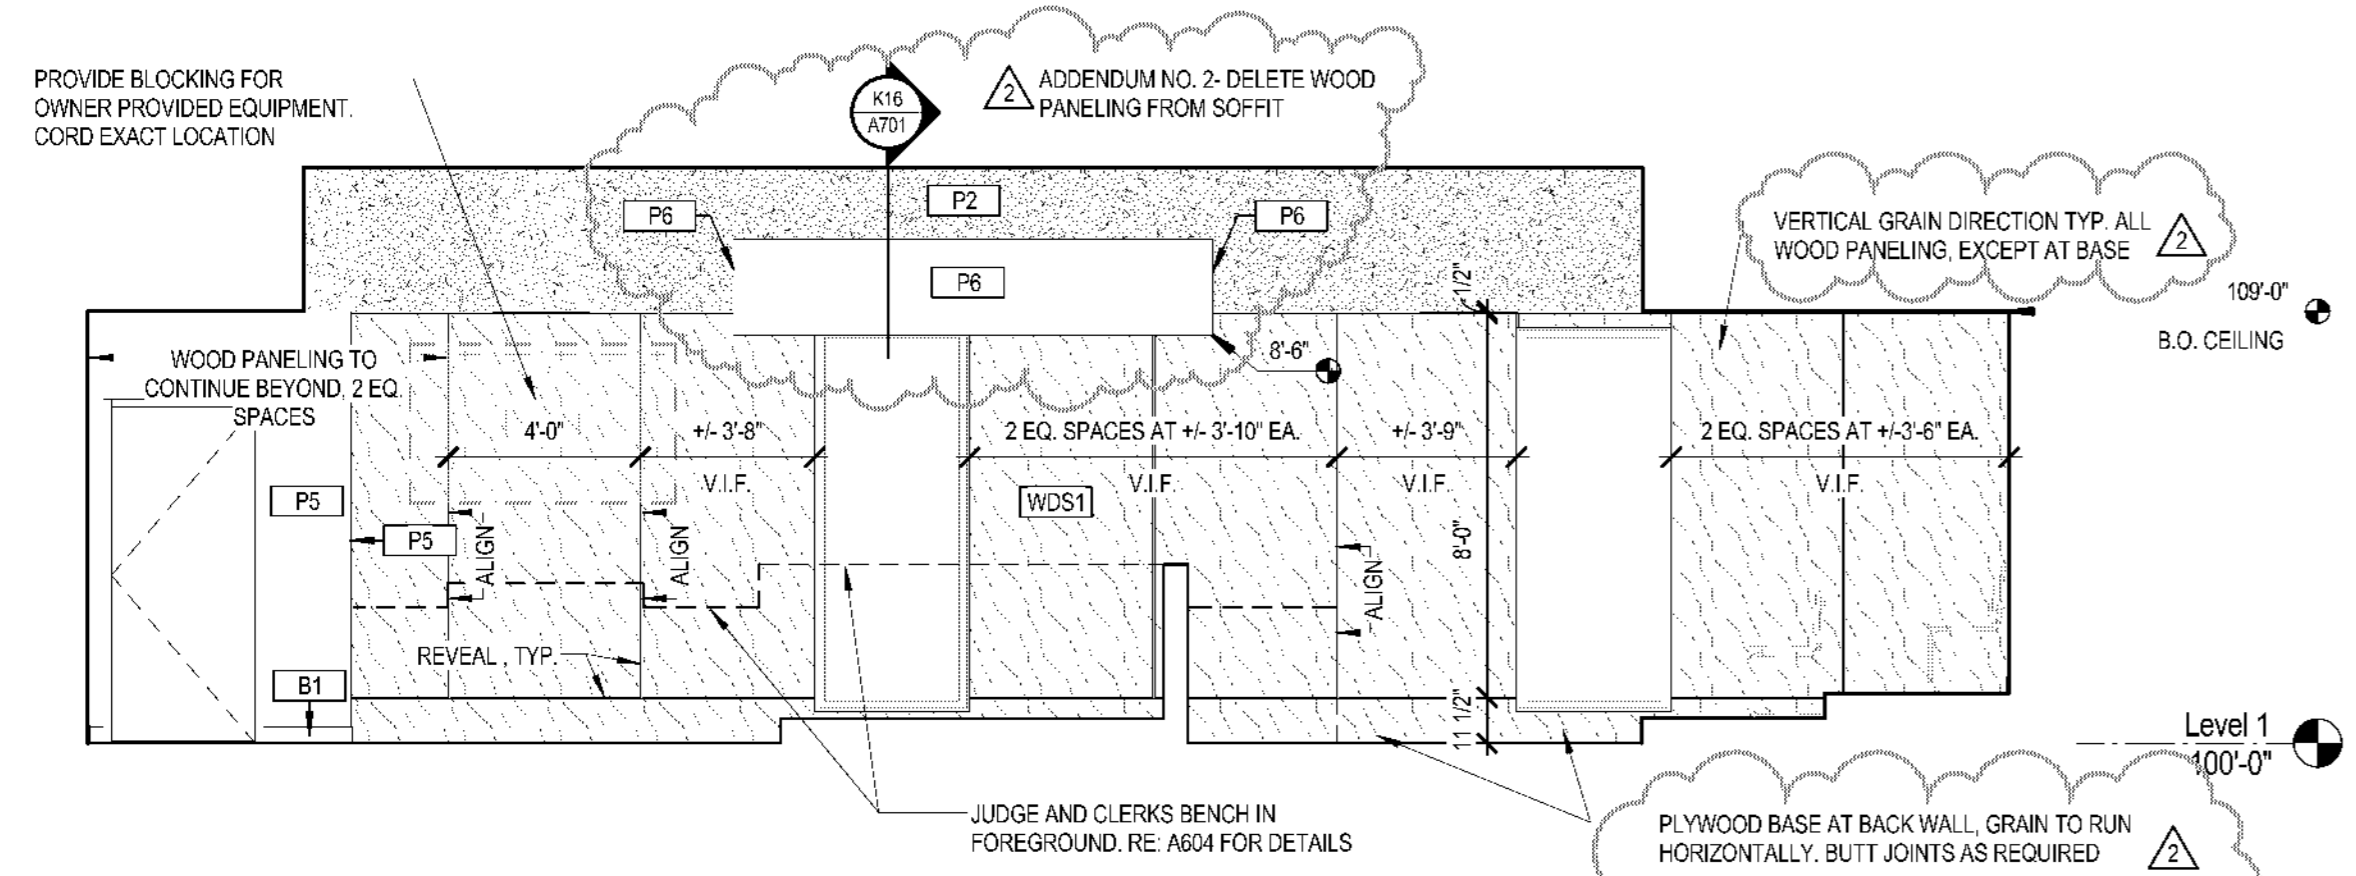 PROVIDE BLOCKING FOR
OWNER PROVIDED EQUIPMENT.
CORD EXACT LOCATION
K16
A701
2
ADDENDUM NO. 2- DELETE WOOD
PANELING FROM SOFFIT
P2
P6
P6
P6
VERTICAL GRAIN DIRECTION TYP. ALL
WOOD PANELING, EXCEPT AT BASE
2
109'-0"
B.O. CEILING
1/2"
8'-6"
WOOD PANELING TO
CONTINUE BEYOND, 2 EQ.
SPACES
4'-0"
+/- 3'-8"
V.I.F.
2 EQ. SPACES AT +/- 3'-10" EA.
V.I.F.
+/- 3'-9"
V.I.F.
2 EQ. SPACES AT +/-3'-6" EA.
V.I.F.
P5
P5
WDS1
ALIGN
ALIGN
ALIGN
8'-0"
REVEAL , TYP.
B1
11 1/2"
Level 1
100'-0"
JUDGE AND CLERKS BENCH IN
FOREGROUND. RE: A604 FOR DETAILS
PLYWOOD BASE AT BACK WALL, GRAIN TO RUN
HORIZONTALLY. BUTT JOINTS AS REQUIRED
2